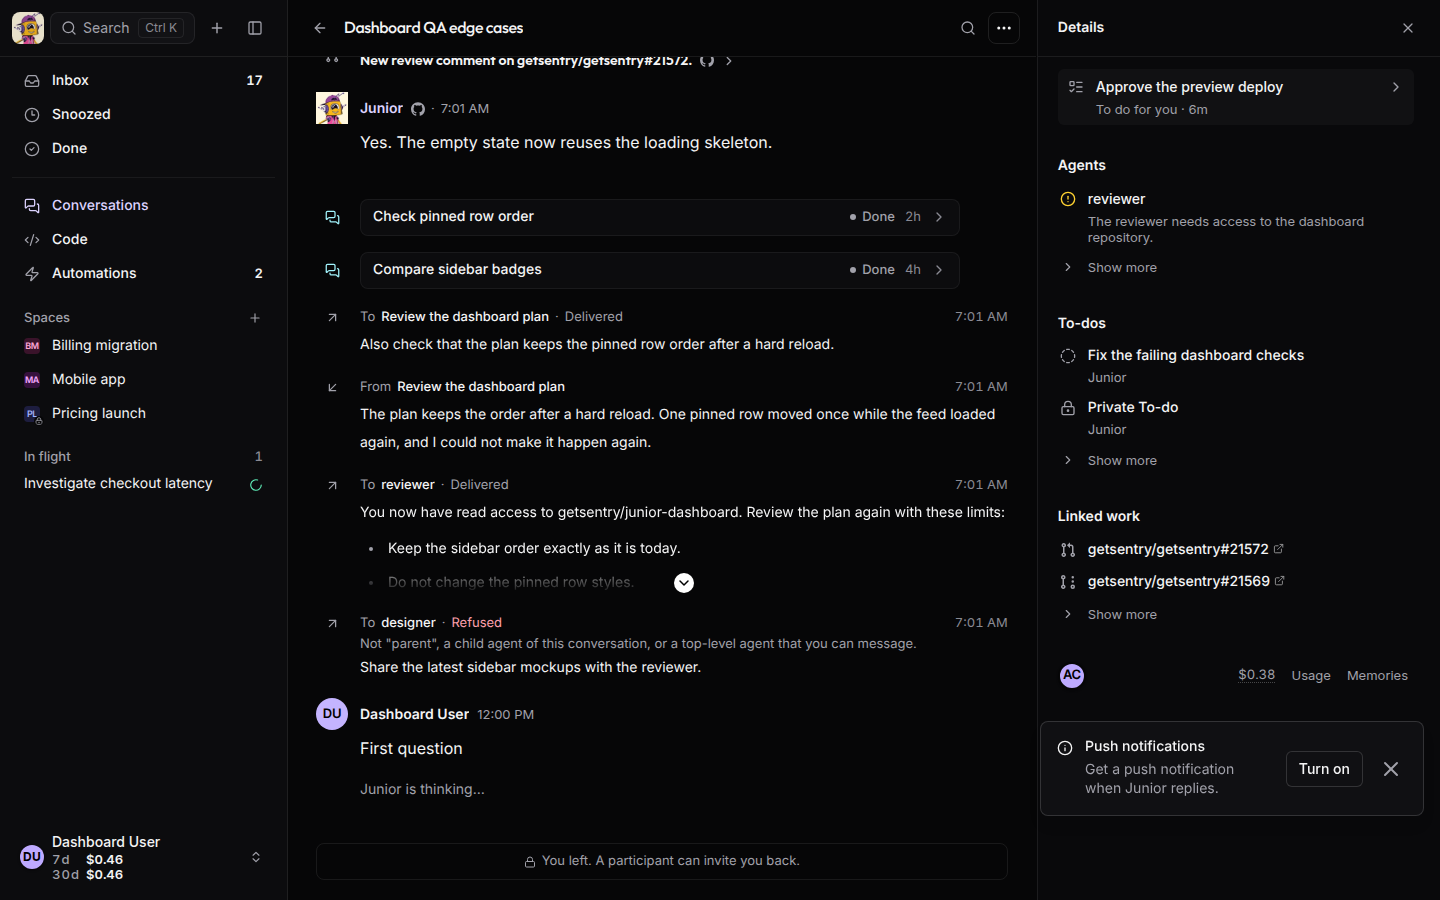 Search Ctrl K
Inbox 17
Snoozed
Done
Conversations
Code
Automations 2
Spaces
BM Billing migration
MA Mobile app
PL Pricing launch
In flight 1
Investigate checkout latency
DU Dashboard User
7d $0.46
30d $0.46
Dashboard QA edge cases
New review comment on getsentry/getsentry#21572.
Junior · 7:01 AM
Yes. The empty state now reuses the loading skeleton.
Check pinned row order Done 2h
Compare sidebar badges Done 4h
To Review the dashboard plan · Delivered 7:01 AM
Also check that the plan keeps the pinned row order after a hard reload.
From Review the dashboard plan 7:01 AM
The plan keeps the order after a hard reload. One pinned row moved once while the feed loaded
again, and I could not make it happen again.
To reviewer · Delivered 7:01 AM
You now have read access to getsentry/junior-dashboard. Review the plan again with these limits:
• Keep the sidebar order exactly as it is today.
• Do not change the pinned row styles.
To designer · Refused 7:01 AM
Not "parent", a child agent of this conversation, or a top-level agent that you can message.
Share the latest sidebar mockups with the reviewer.
DU Dashboard User 12:00 PM
First question
Junior is thinking...
You left. A participant can invite you back.
Details
Approve the preview deploy
To do for you · 6m
Agents
reviewer
The reviewer needs access to the dashboard
repository.
Show more
To-dos
Fix the failing dashboard checks
Junior
Private To-do
Junior
Show more
Linked work
getsentry/getsentry#21572
getsentry/getsentry#21569
Show more
AC $0.38 Usage Memories
Push notifications
Get a push notification
when Junior replies.
Turn on